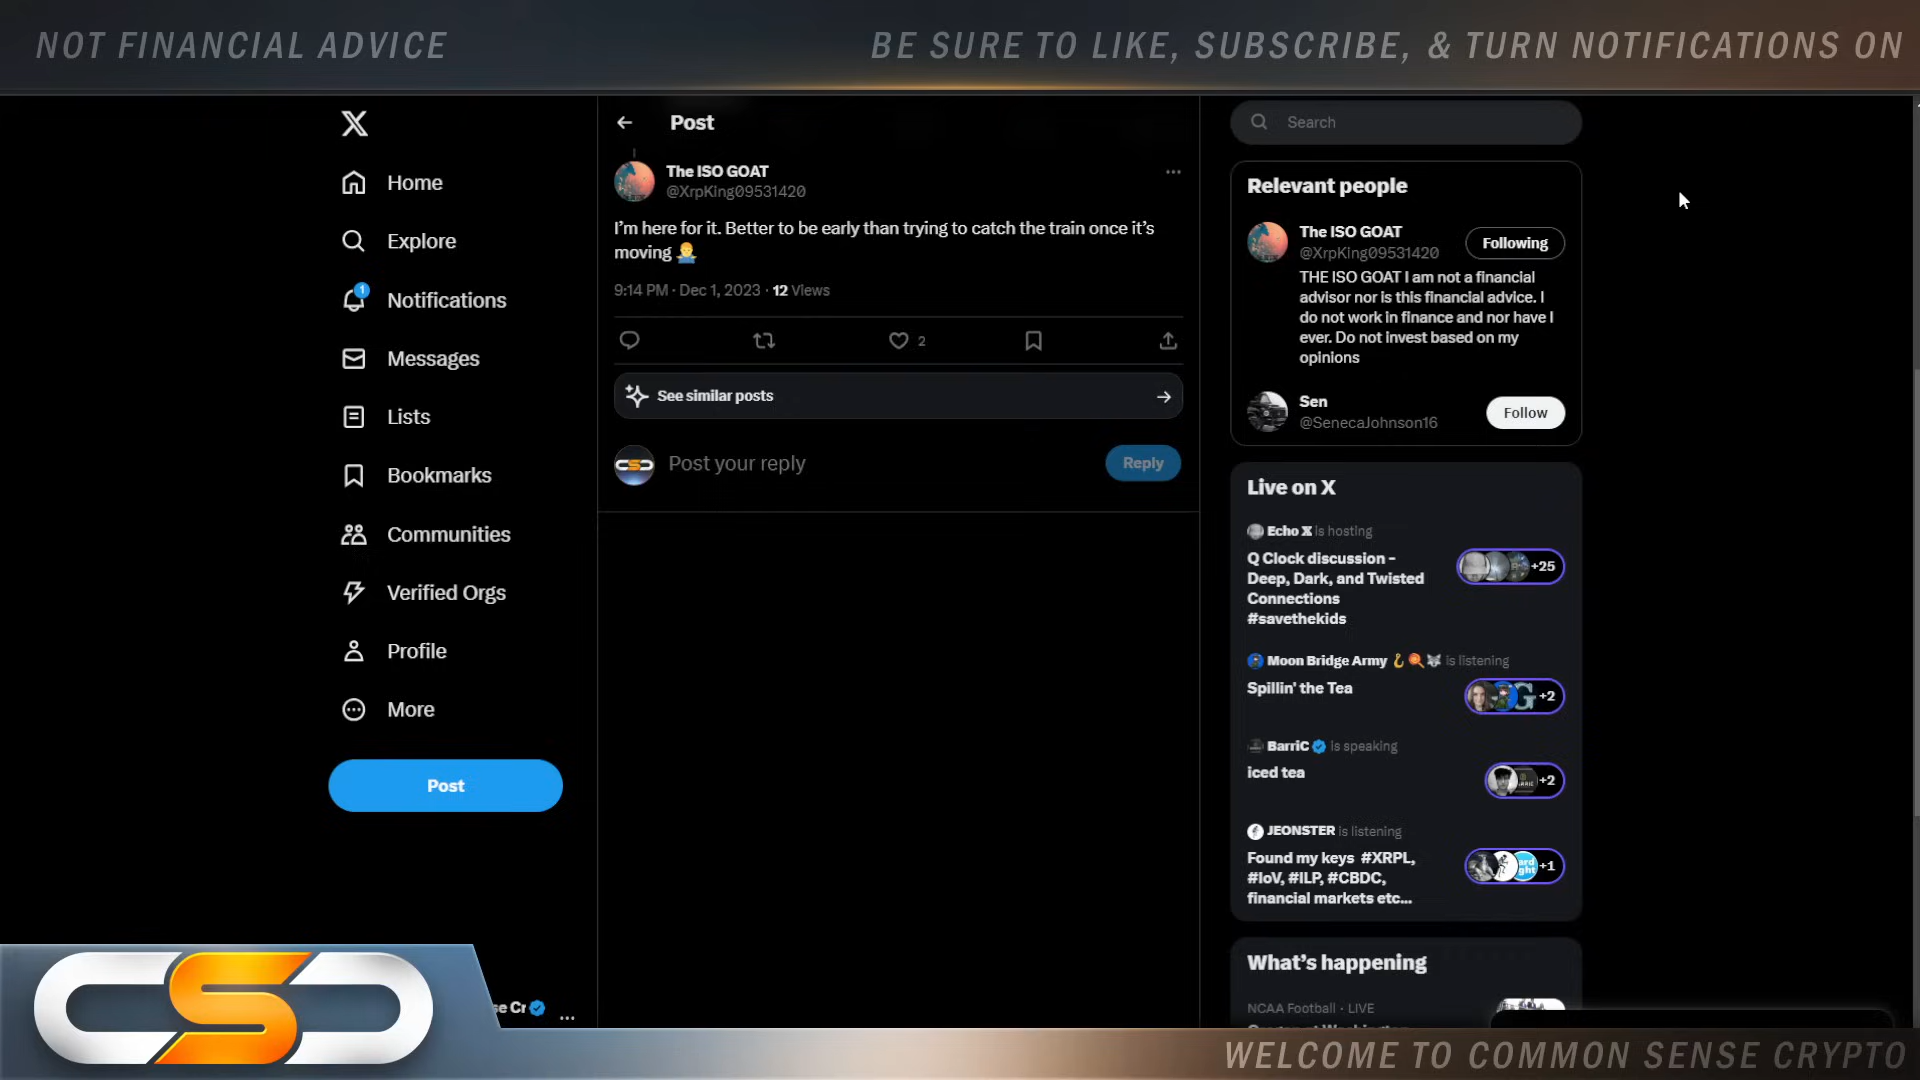 NOT FINANCIAL ADVICE
BE SURE TO LIKE, SUBSCRIBE, & TURN NOTIFICATIONS ON
Home
Explore
1
Notifications
Messages
Lists
Bookmarks
Communities
Verified Orgs
Profile
More
Post
se Cr
Post
The ISO GOAT
@XrpKing09531420
I'm here for it. Better to be early than trying to catch the train once it's
moving
9:14 PM · Dec 1, 2023 · 12 Views
2
See similar posts
Post your reply
Reply
Search
Relevant people
The ISO GOAT
@XrpKing09531420
Following
THE ISO GOAT I am not a financial
advisor nor is this financial advice. I
do not work in finance and nor have I
ever. Do not invest based on my
opinions
Sen
@SenecaJohnson16
Follow
Live on X
Echo X is hosting
Q Clock discussion -
Deep, Dark, and Twisted
Connections
#savethekids
+25
Moon Bridge Army is listening
Spillin' the Tea
+2
BarriC is speaking
iced tea
+2
JEONSTER is listening
Found my keys #XRPL,
#IoV, #ILP, #CBDC,
financial markets etc...
+1
What's happening
NCAA Football · LIVE
Oregon at Washington
CSC
WELCOME TO COMMON SENSE CRYPTO